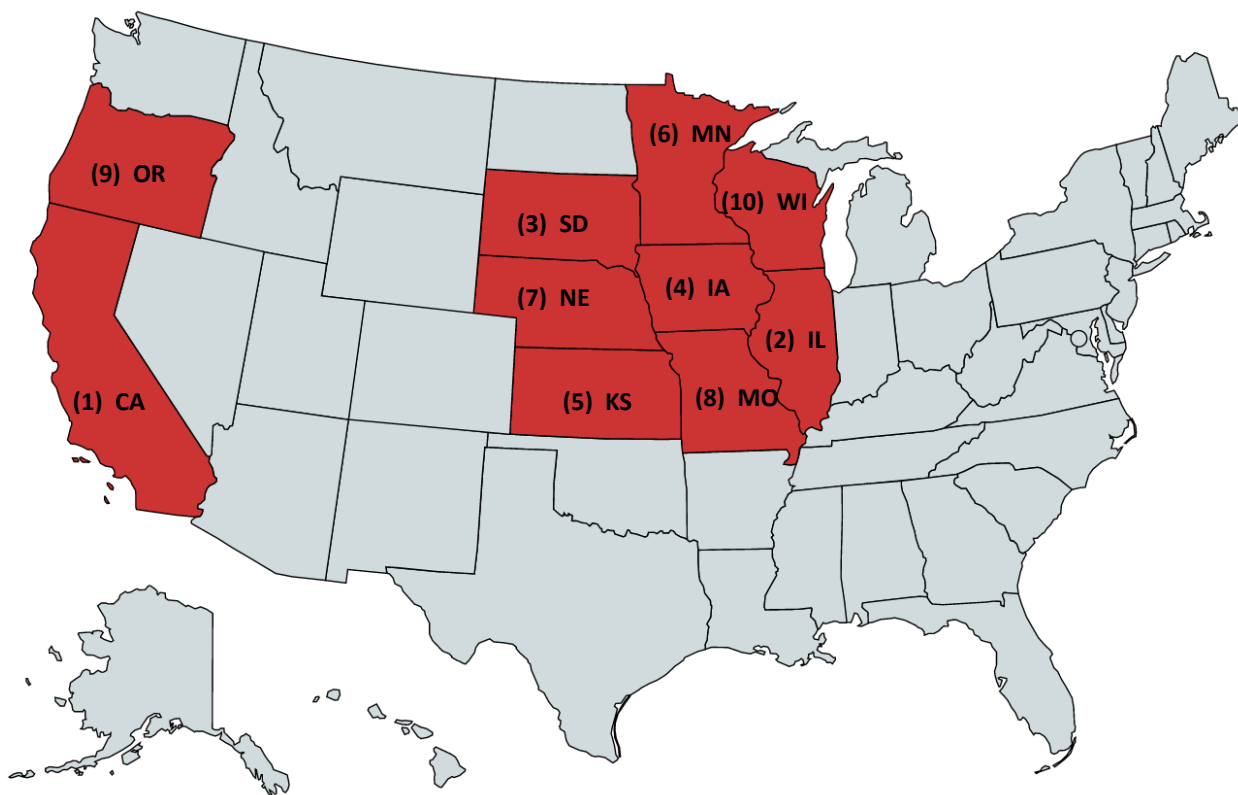 (6) MN
(9) OR
(10) WI
(3) SD
(4) IA
(7) NE
(2) IL
(1) CA
(5) KS
(8) MO